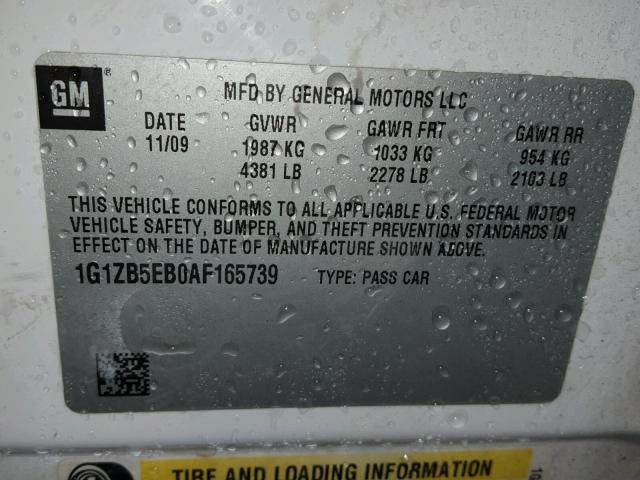 GM ®
MFD BY GENERAL MOTORS LLC
DATE GVWR GAWR FRT GAWR RR
11/09 1987 KG 1033 KG 954 KG
4381 LB 2278 LB 2103 LB
THIS VEHICLE CONFORMS TO ALL APPLICABLE U.S. FEDERAL MOTOR
VEHICLE SAFETY, BUMPER, AND THEFT PREVENTION STANDARDS IN
EFFECT ON THE DATE OF MANUFACTURE SHOWN ABOVE.
1G1ZB5EB0AF165739 TYPE: PASS CAR
TIRE AND LOADING INFORMATION